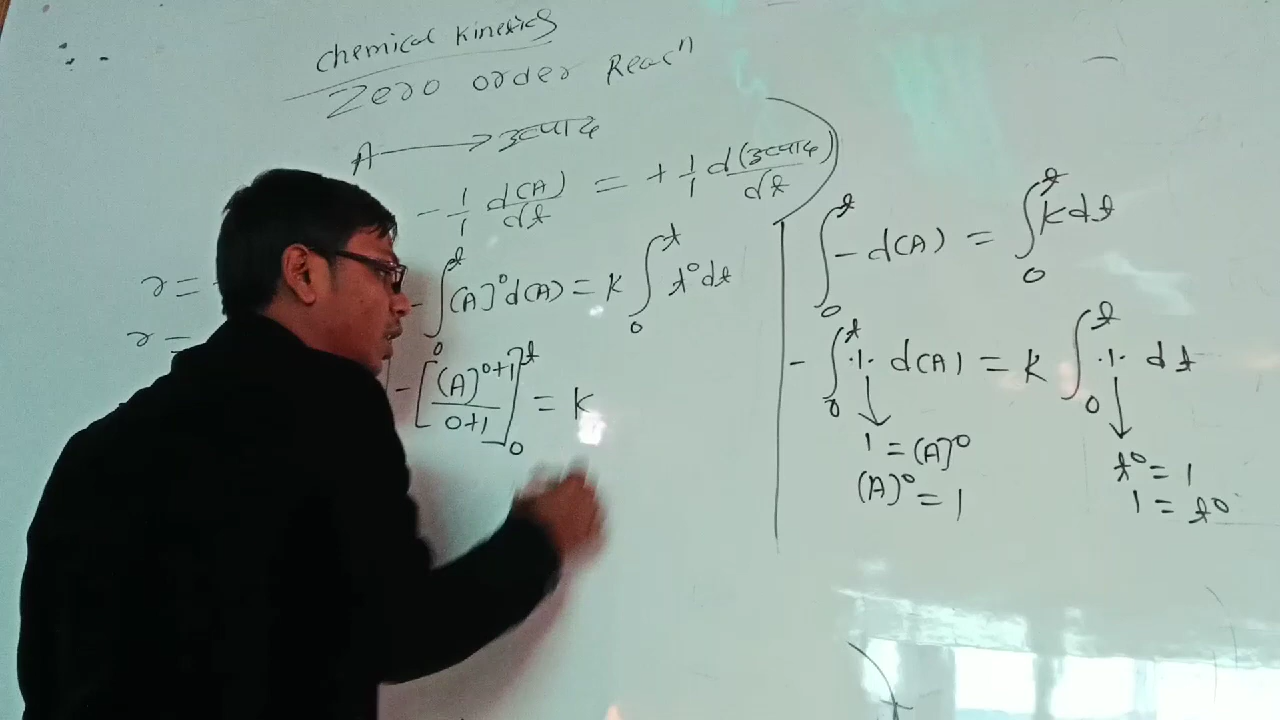 chemical kinetics
Zero order Reacⁿ
A ⟶ उत्पाद
- 1/1 d(A)/dt = + 1/1 d(उत्पाद)/dt
r =
- ∫₀ᵗ (A)⁰ d(A) = k ∫₀ᵗ t⁰ dt
r =
- [(A)⁰⁺¹/0+1]₀ᵗ = k
∫₀ᵗ - d(A) = ∫₀ᵗ k dt
- ∫₀ᵗ .1. d(A) = k ∫₀ᵗ .1. dt
1 = (A)⁰
(A)⁰ = 1
t⁰ = 1
1 = t⁰